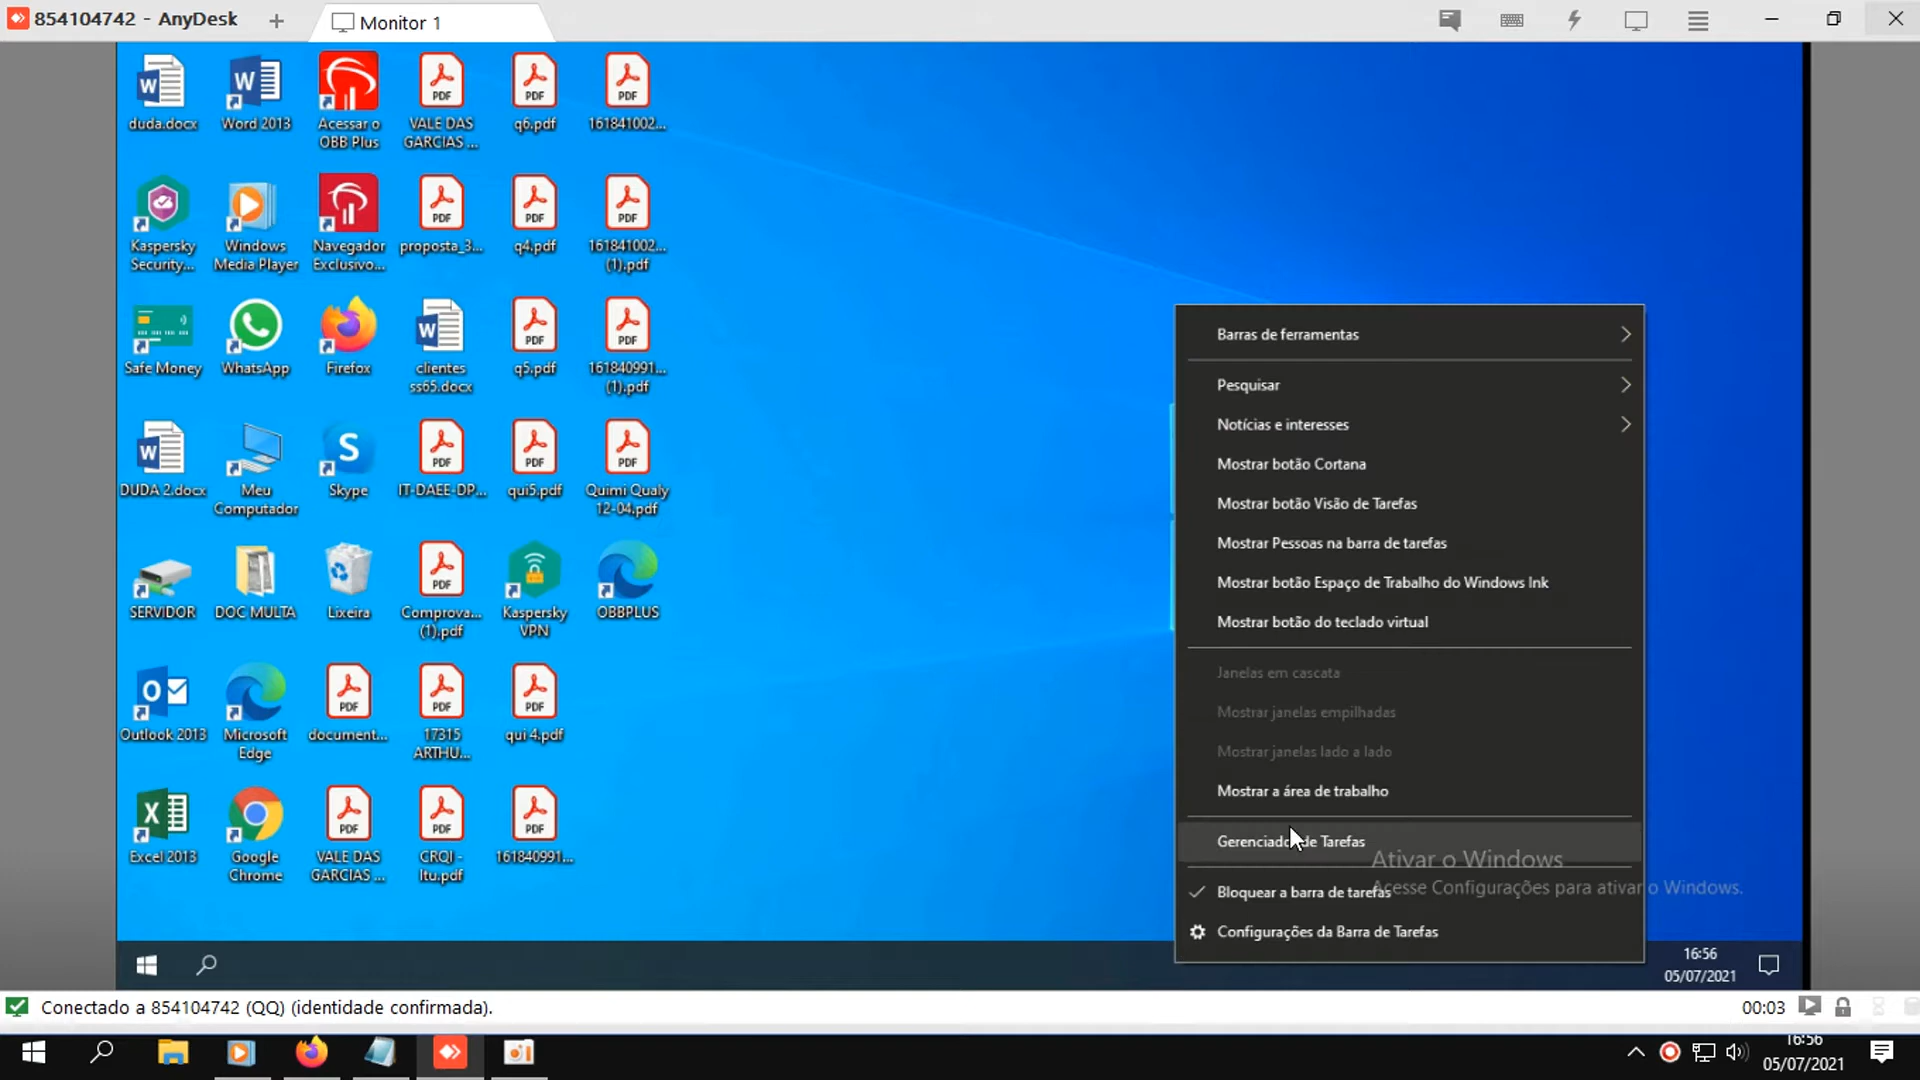 854104742 - AnyDesk
Monitor 1
duda.docx
Word 2013
Acessar o
OBB Plus
VALE DAS
GARCIAS ...
q6.pdf
161841002...
Kaspersky
Security...
Windows
Media Player
Navegador
Exclusivo...
proposta_3...
q4.pdf
161841002...
(1).pdf
Safe Money
WhatsApp
Firefox
clientes
ss65.docx
q5.pdf
161840991...
(1).pdf
DUDA 2.docx
Meu
Computador
Skype
IT-DAEE-DP...
qui5.pdf
Quimi Qualy
12-04.pdf
SERVIDOR
DOC MULTA
Lixeira
Comprova...
(1).pdf
Kaspersky
VPN
OBBPLUS
Outlook 2013
Microsoft
Edge
document...
17315
ARTHU...
qui 4.pdf
Excel 2013
Google
Chrome
VALE DAS
GARCIAS ...
CRQI -
Itu.pdf
161840991...
Barras de ferramentas
Pesquisar
Notícias e interesses
Mostrar botão Cortana
Mostrar botão Visão de Tarefas
Mostrar Pessoas na barra de tarefas
Mostrar botão Espaço de Trabalho do Windows Ink
Mostrar botão do teclado virtual
Janelas em cascata
Mostrar janelas empilhadas
Mostrar janelas lado a lado
Mostrar a área de trabalho
Gerenciador de Tarefas
Ativar o Windows
Acesse Configurações para ativar o Windows.
Bloquear a barra de tarefas
Configurações da Barra de Tarefas
16:56
05/07/2021
Conectado a 854104742 (QQ) (identidade confirmada).
00:03
16:56
05/07/2021